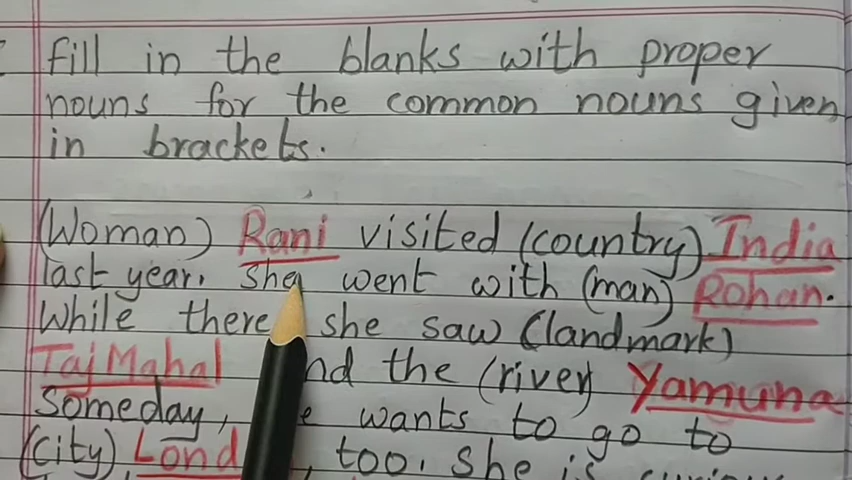 fill in the blanks with proper
nouns for the common nouns given
in brackets.
(Woman) Rani visited (country) India
last year. She went with (man) Rohan.
While there she saw (landmark)
Taj Mahal and the (river) Yamuna
someday, wants to go to
(City) Lond, too. She is curious